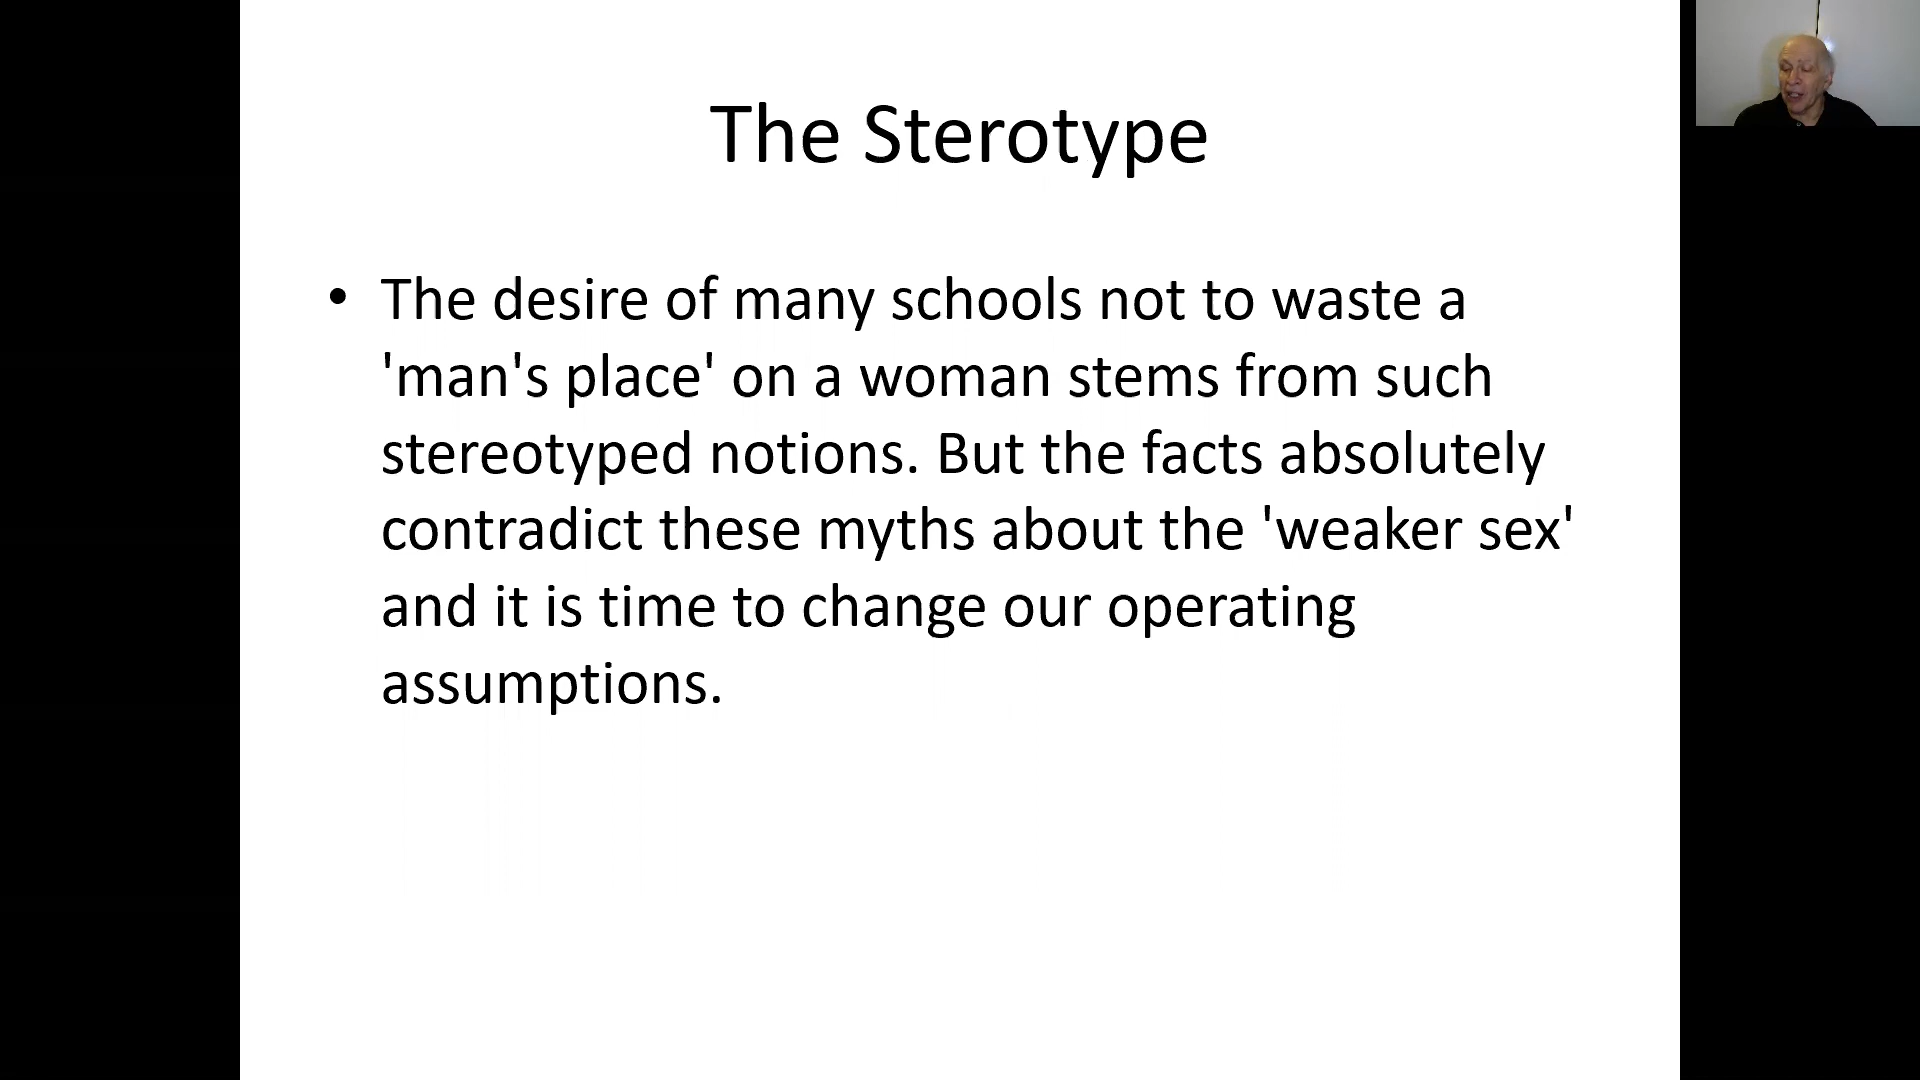 The Sterotype
• The desire of many schools not to waste a
'man's place' on a woman stems from such
stereotyped notions. But the facts absolutely
contradict these myths about the 'weaker sex'
and it is time to change our operating
assumptions.